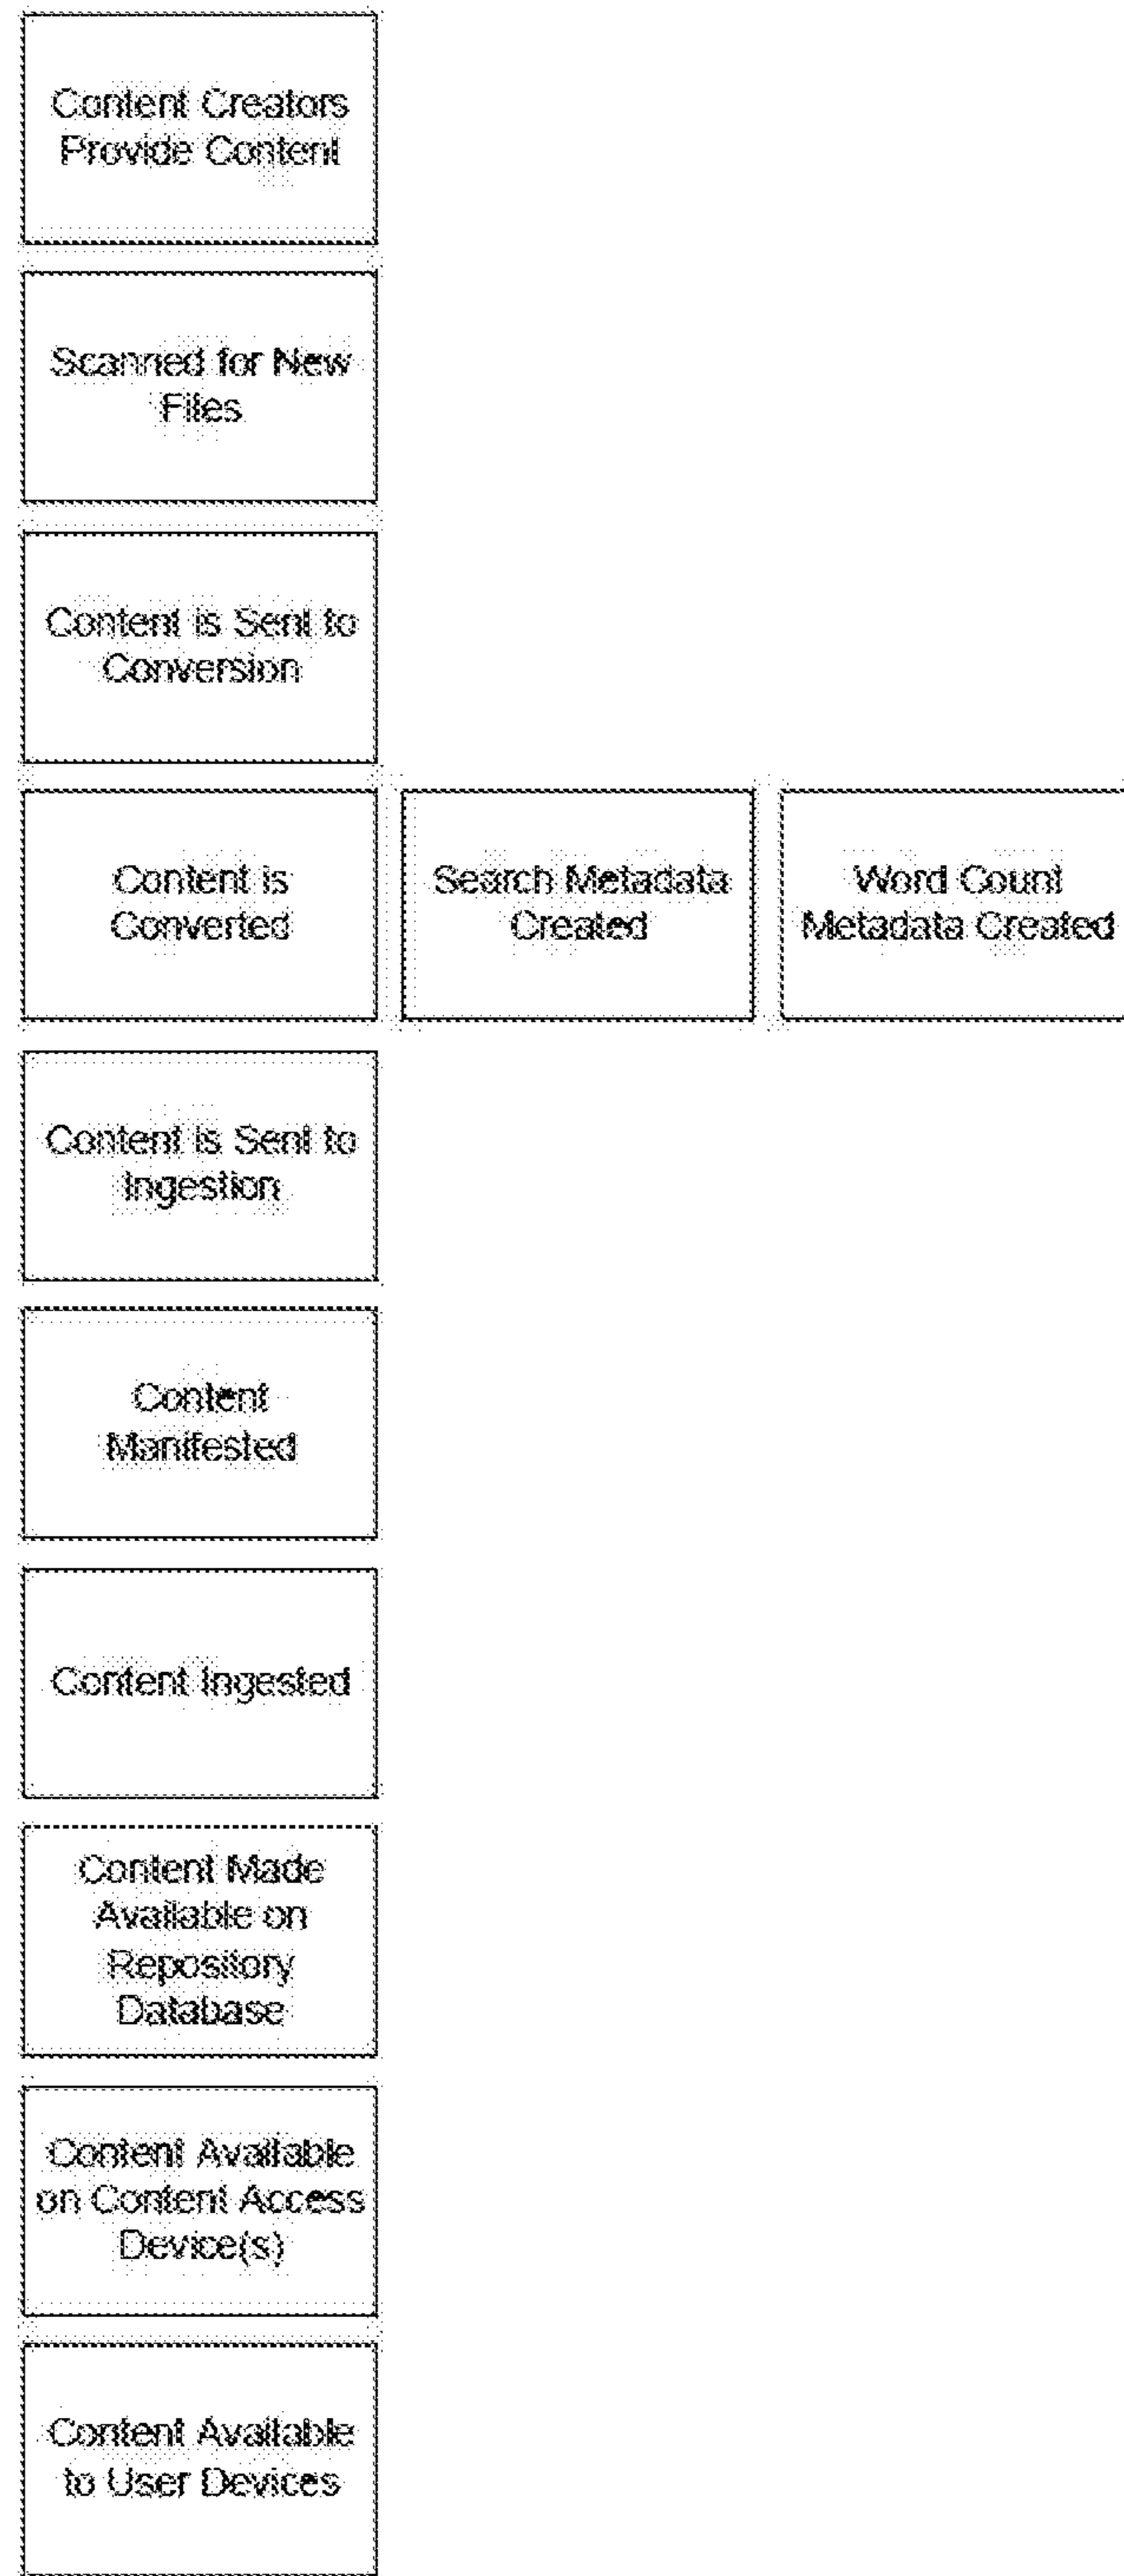 Content Creators
Provide Content
Scanned for New
Files
Content is Sent to
Conversion
Content is
Converted
Search Metadata
Created
Word Count
Metadata Created
Content is Sent to
Ingestion
Content
Manifested
Content Ingested
Content Made
Available on
Repository
Database
Content Available
on Content Access
Device(s)
Content Available
to User Devices